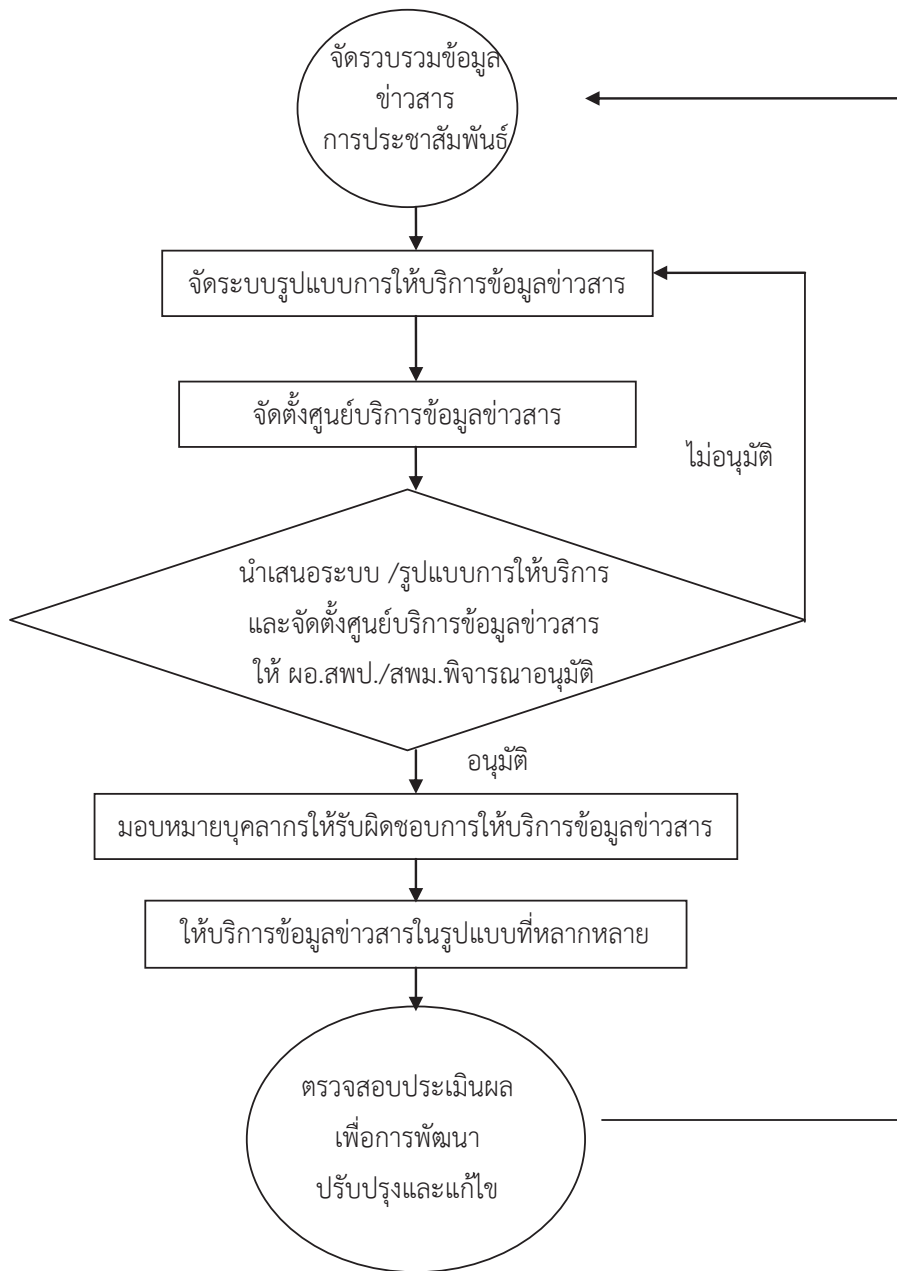 จัดรวบรวมข้อมูล
ข่าวสาร
การประชาสัมพันธ์
จัดระบบรูปแบบการให้บริการข้อมูลข่าวสาร
จัดตั้งศูนย์บริการข้อมูลข่าวสาร
ไม่อนุมัติ
นำเสนอระบบ /รูปแบบการให้บริการ
และจัดตั้งศูนย์บริการข้อมูลข่าวสาร
ให้ ผอ.สพป./สพม.พิจารณาอนุมัติ
อนุมัติ
มอบหมายบุคลากรให้รับผิดชอบการให้บริการข้อมูลข่าวสาร
ให้บริการข้อมูลข่าวสารในรูปแบบที่หลากหลาย
ตรวจสอบประเมินผล
เพื่อการพัฒนา
ปรับปรุงและแก้ไข